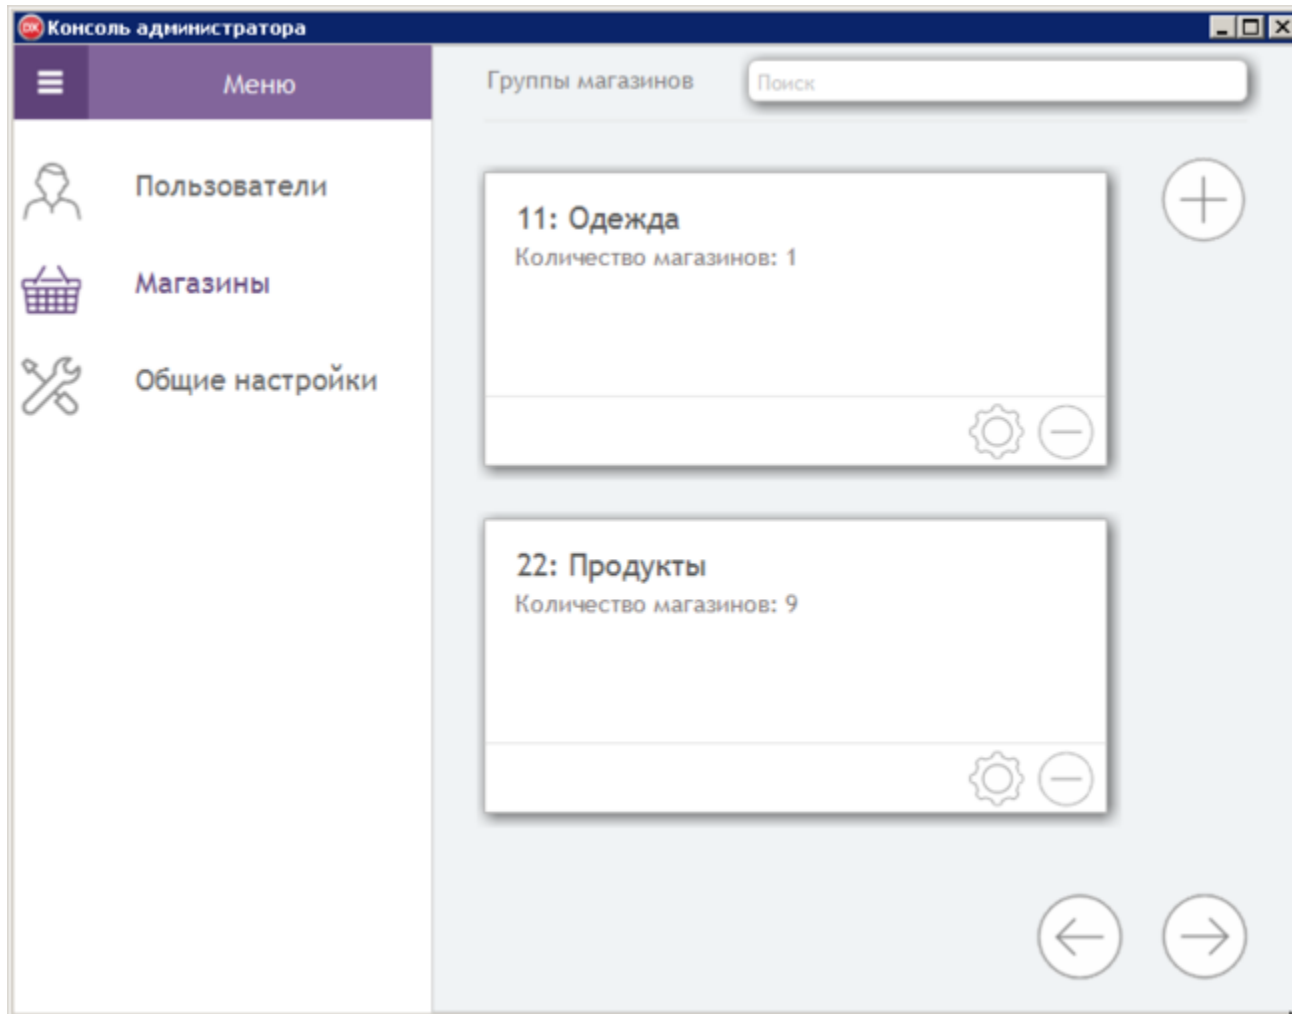 Консоль администратора
Меню
Группы магазинов
Поиск
Пользователи
Магазины
Общие настройки
11: Одежда
Количество магазинов: 1
22: Продукты
Количество магазинов: 9